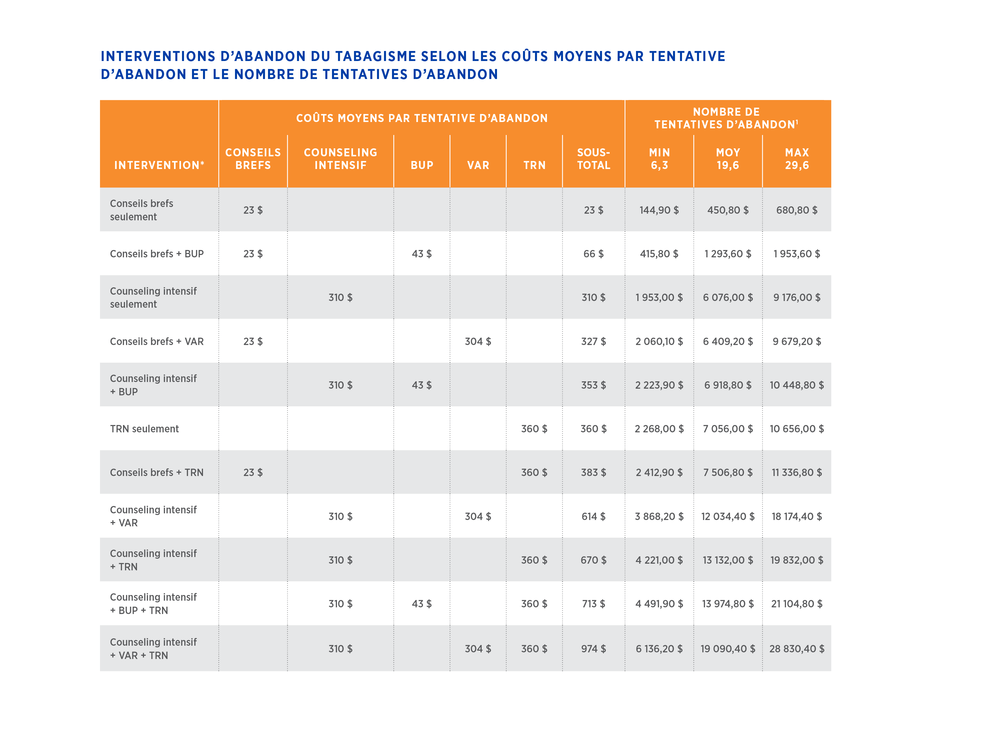 INTERVENTIONS D’ABANDON DU TABAGISME SELON LES COÛTS MOYENS PAR TENTATIVE
D’ABANDON ET LE NOMBRE DE TENTATIVES D’ABANDON
COÛTS MOYENS PAR TENTATIVE D’ABANDON
NOMBRE DE
TENTATIVES D’ABANDON¹
INTERVENTION*
CONSEILS
BREFS
COUNSELING
INTENSIF
BUP
VAR
TRN
SOUS-
TOTAL
MIN
6,3
MOY
19,6
MAX
29,6
Conseils brefs
seulement
23 $ 23 $ 144,90 $ 450,80 $ 680,80 $
Conseils brefs + BUP 23 $ 43 $ 66 $ 415,80 $ 1 293,60 $ 1 953,60 $
Counseling intensif
seulement
310 $ 310 $ 1 953,00 $ 6 076,00 $ 9 176,00 $
Conseils brefs + VAR 23 $ 304 $ 327 $ 2 060,10 $ 6 409,20 $ 9 679,20 $
Counseling intensif
+ BUP
310 $ 43 $ 353 $ 2 223,90 $ 6 918,80 $ 10 448,80 $
TRN seulement 360 $ 360 $ 2 268,00 $ 7 056,00 $ 10 656,00 $
Conseils brefs + TRN 23 $ 360 $ 383 $ 2 412,90 $ 7 506,80 $ 11 336,80 $
Counseling intensif
+ VAR
310 $ 304 $ 614 $ 3 868,20 $ 12 034,40 $ 18 174,40 $
Counseling intensif
+ TRN
310 $ 360 $ 670 $ 4 221,00 $ 13 132,00 $ 19 832,00 $
Counseling intensif
+ BUP + TRN
310 $ 43 $ 360 $ 713 $ 4 491,90 $ 13 974,80 $ 21 104,80 $
Counseling intensif
+ VAR + TRN
310 $ 304 $ 360 $ 974 $ 6 136,20 $ 19 090,40 $ 28 830,40 $